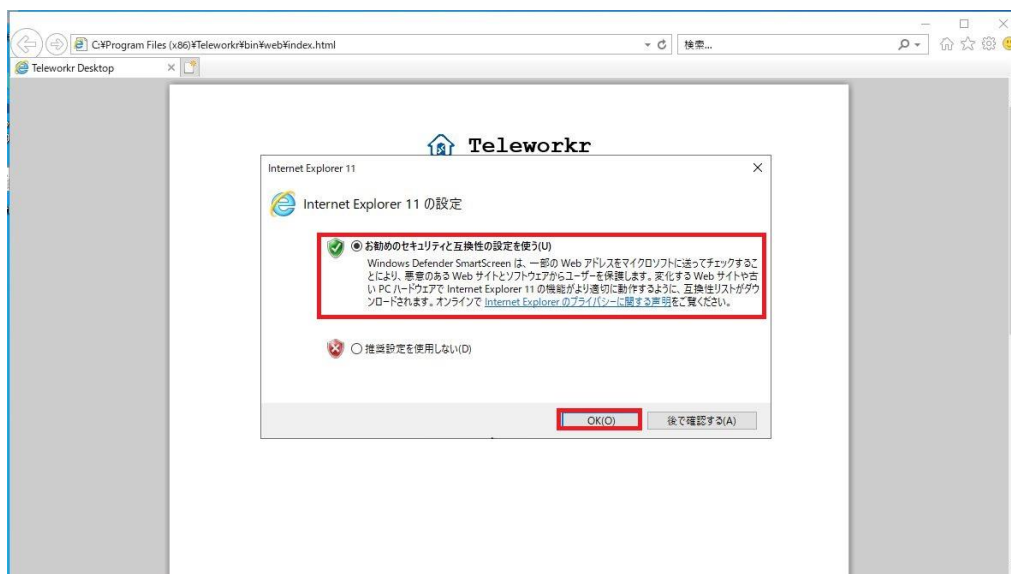 C:¥Program Files (x86)¥Teleworkr¥bin¥web¥index.html
検索...
Teleworkr Desktop
Teleworkr
Internet Explorer 11
Internet Explorer 11 の設定
お勧めのセキュリティと互換性の設定を使う(U)
Windows Defender SmartScreen は、一部の Web アドレスをマイクロソフトに送ってチェックするこ
とにより、悪意のある Web サイトとソフトウェアからユーザーを保護します。変化する Web サイトや古
い PC ハードウェアで Internet Explorer 11 の機能がより適切に動作するように、互換性リストがダウ
ンロードされます。オンラインで Internet Explorer のプライバシーに関する声明をご覧ください。
推奨設定を使用しない(D)
OK(O)
後で確認する(A)